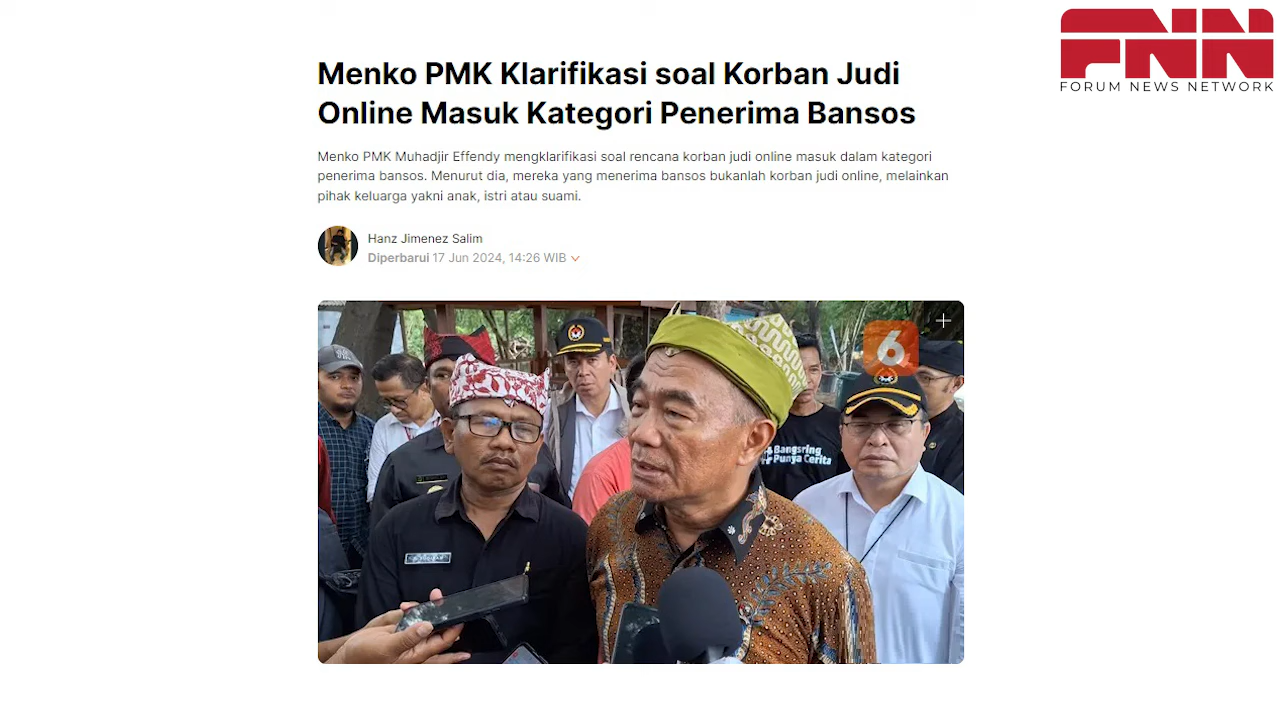 FNN
FORUM NEWS NETWORK
Menko PMK Klarifikasi soal Korban Judi
Online Masuk Kategori Penerima Bansos
Menko PMK Muhadjir Effendy mengklarifikasi soal rencana korban judi online masuk dalam kategori
penerima bansos. Menurut dia, mereka yang menerima bansos bukanlah korban judi online, melainkan
pihak keluarga yakni anak, istri atau suami.
Hanz Jimenez Salim
Diperbarui 17 Jun 2024, 14:26 WIB
6
Bangsring
Punya Cerita